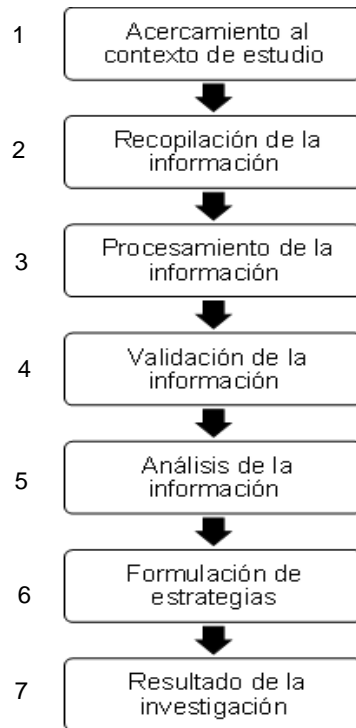 1
Acercamiento al
contexto de estudio
2
Recopilación de la
información
3
Procesamiento de la
información
4
Validación de la
información
5
Análisis de la
información
6
Formulación de
estrategias
7
Resultado de la
investigación